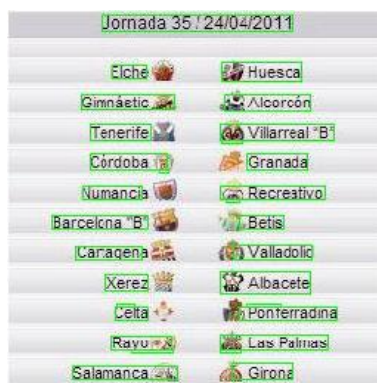 Jornada 35 / 24/04/2011
Elche Huesca
Gimnástic Alcorcón
Tenerife Villarreal "B"
Córdoba Granada
Numancia Recreativo
Barcelona "B" Betis
Cartagena Valladolid
Xerez Albacete
Celta Ponferradina
Rayo Las Palmas
Salamanca Girona